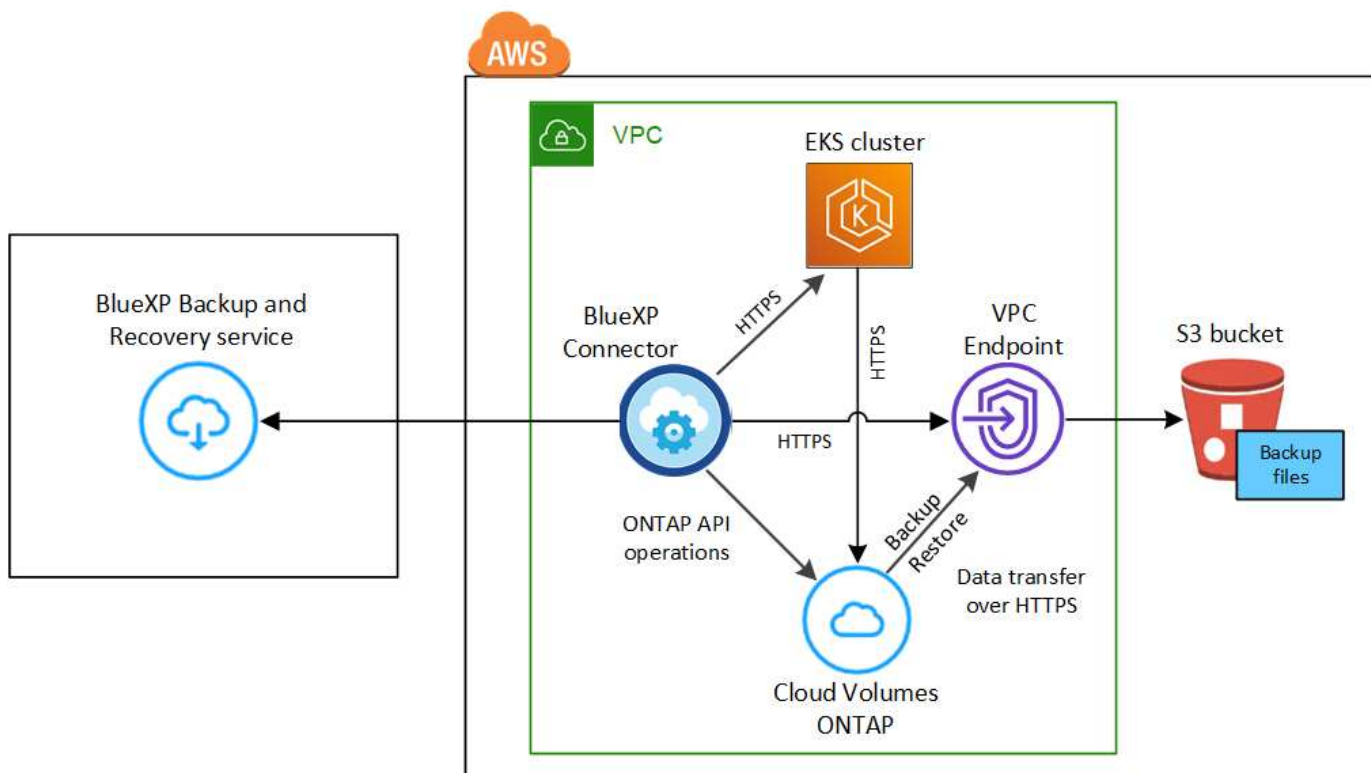 AWS
VPC
EKS cluster
BlueXP Backup and
Recovery service
BlueXP
Connector
HTTPS
HTTPS
VPC
Endpoint
S3 bucket
HTTPS
Backup
files
ONTAP API
operations
Backup
Restore
Data transfer
over HTTPS
Cloud Volumes
ONTAP
K